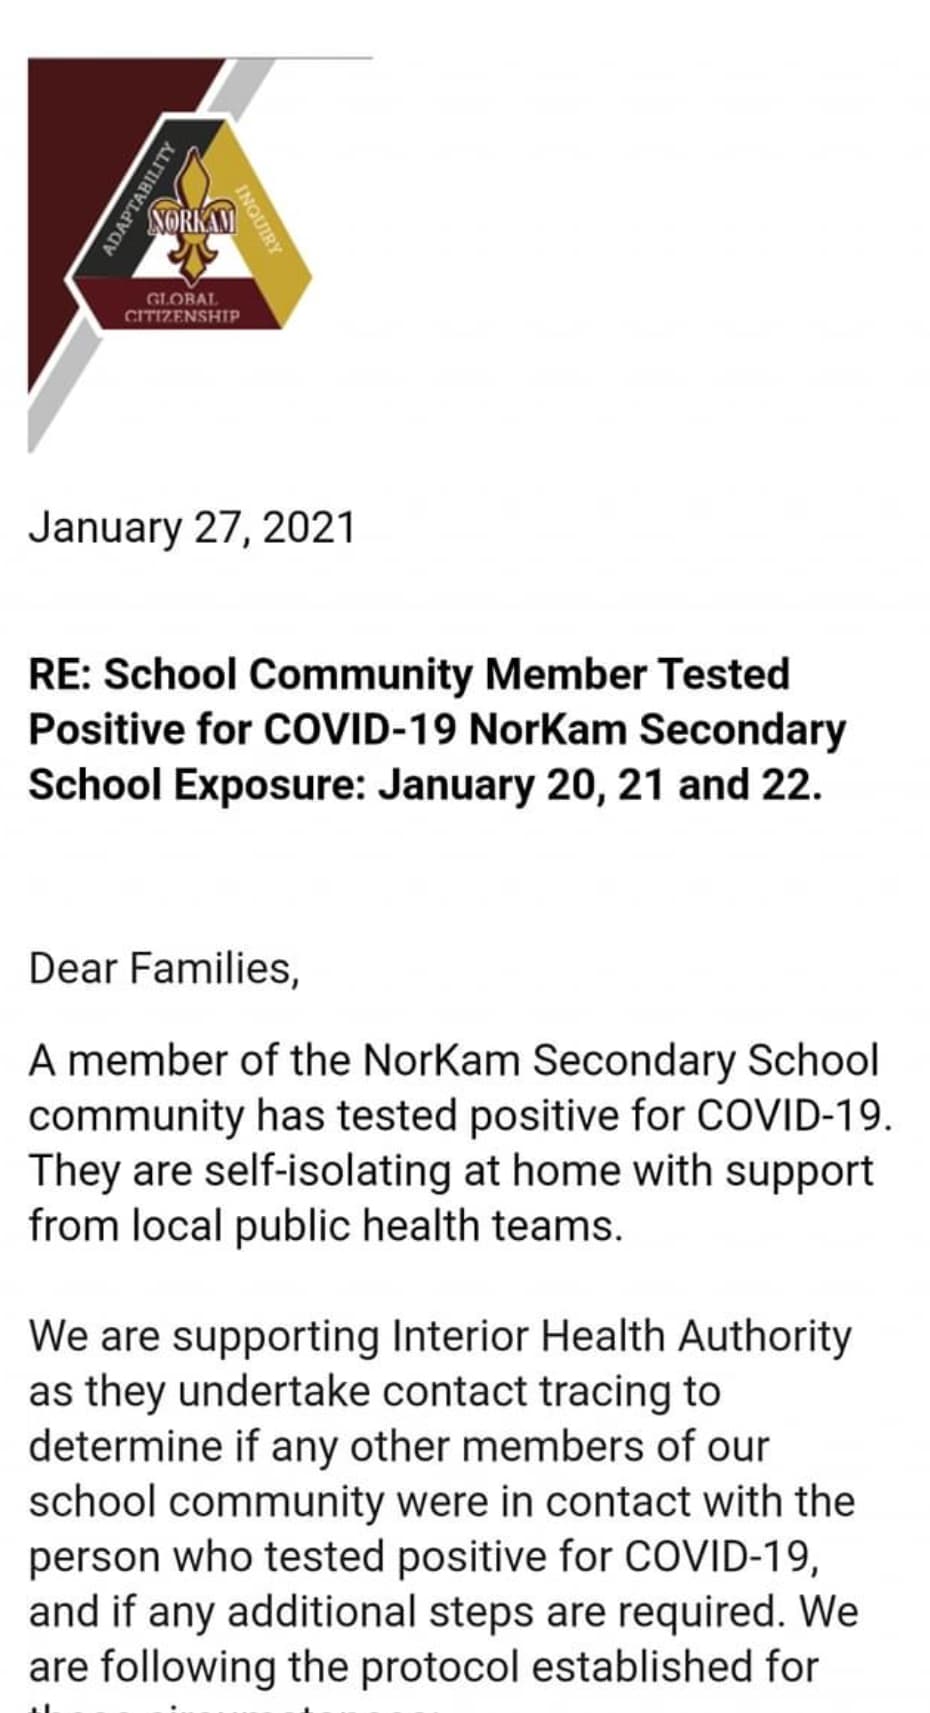 ADAPTABILITY
INQUIRY
NORKAM
GLOBAL
CITIZENSHIP
January 27, 2021
RE: School Community Member Tested
Positive for COVID-19 NorKam Secondary
School Exposure: January 20, 21 and 22.
Dear Families,
A member of the NorKam Secondary School
community has tested positive for COVID-19.
They are self-isolating at home with support
from local public health teams.
We are supporting Interior Health Authority
as they undertake contact tracing to
determine if any other members of our
school community were in contact with the
person who tested positive for COVID-19,
and if any additional steps are required. We
are following the protocol established for